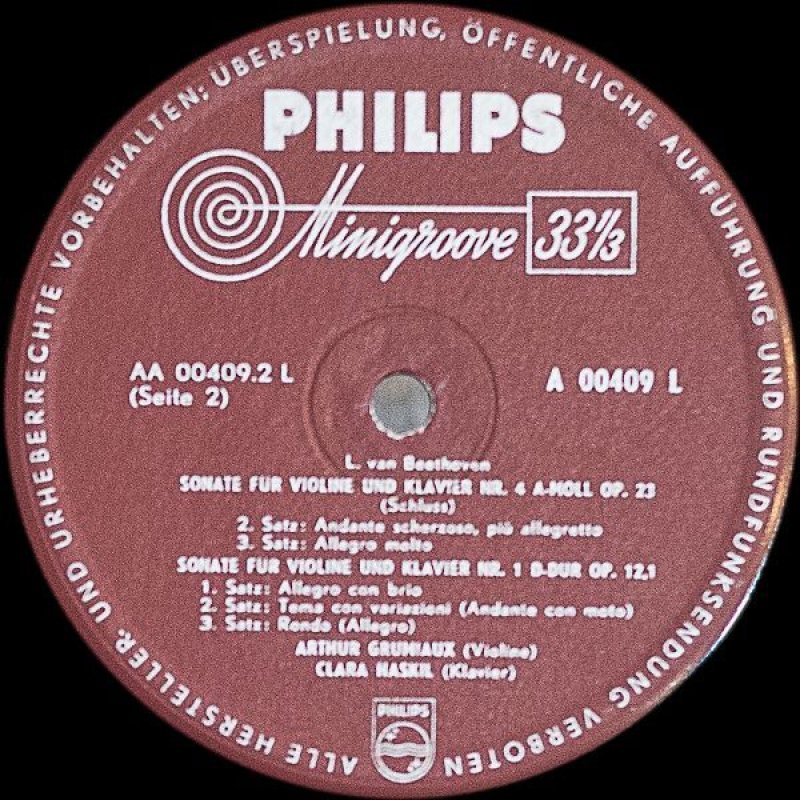 ALLE HERSTELLER- UND URHEBERRECHTE VORBEHALTEN; ÜBERSPIELUNG, ÖFFENTLICHE AUFFÜHRUNG UND RUNDFUNKSENDUNG VERBOTEN
PHILIPS
Minigroove 33⅓
AA 00409.2 L
(Seite 2)
A 00409 L
L. van Beethoven
SONATE FÜR VIOLINE UND KLAVIER NR. 4 A-MOLL OP. 23
(Schluss)
2. Satz: Andante scherzoso, più allegretto
3. Satz: Allegro molto
SONATE FÜR VIOLINE UND KLAVIER NR. 1 D-DUR OP. 12,1
1. Satz: Allegro con brio
2. Satz: Tema con variazioni (Andante con moto)
3. Satz: Rondo (Allegro)
ARTHUR GRUMIAUX (Violine)
CLARA HASKIL (Klavier)
PHILIPS